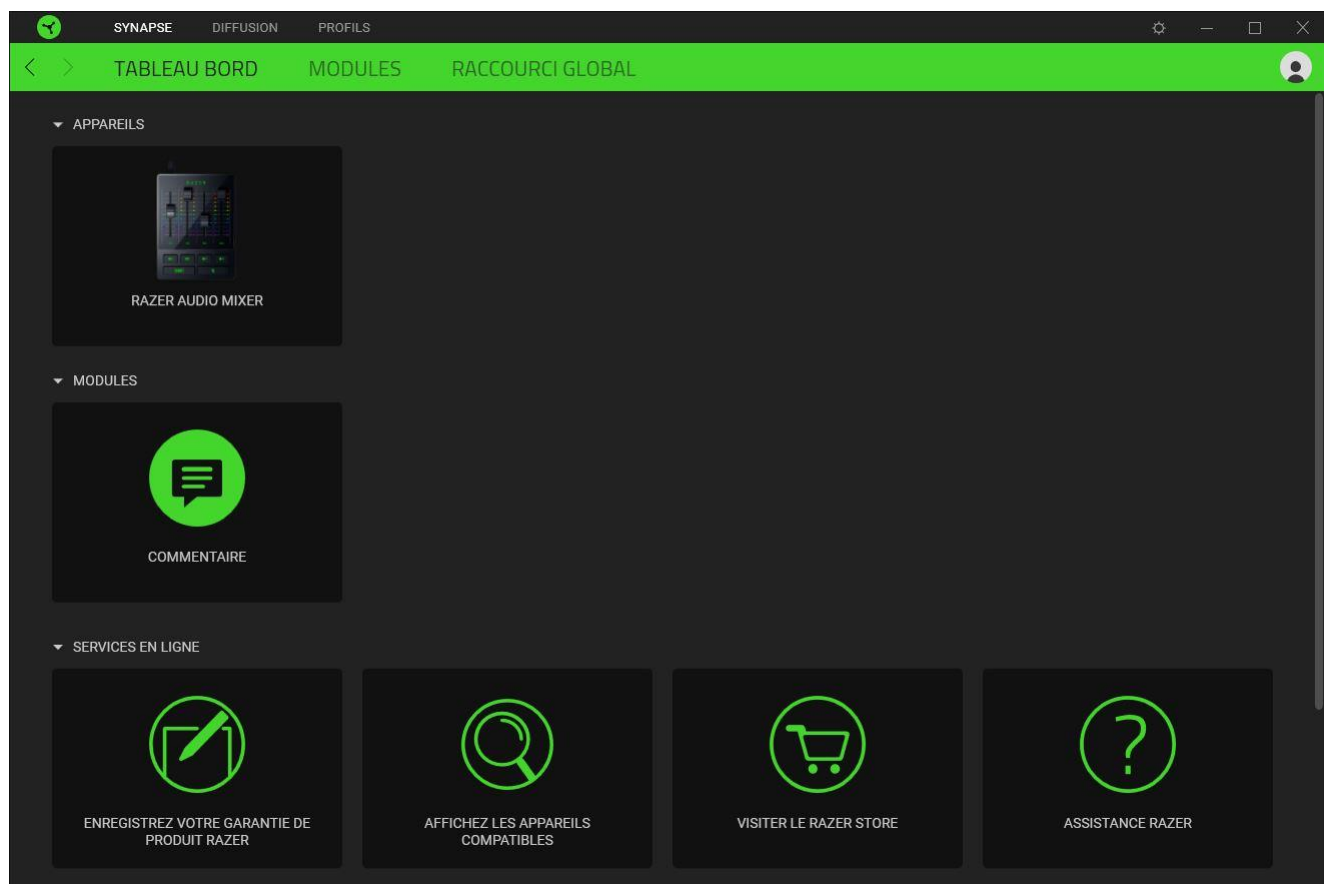 SYNAPSE DIFFUSION PROFILS
TABLEAU BORD MODULES RACCOURCI GLOBAL
APPAREILS
RAZER
RAZER AUDIO MIXER
MODULES
COMMENTAIRE
SERVICES EN LIGNE
ENREGISTREZ VOTRE GARANTIE DE
PRODUIT RAZER
AFFICHEZ LES APPAREILS
COMPATIBLES
VISITER LE RAZER STORE
ASSISTANCE RAZER